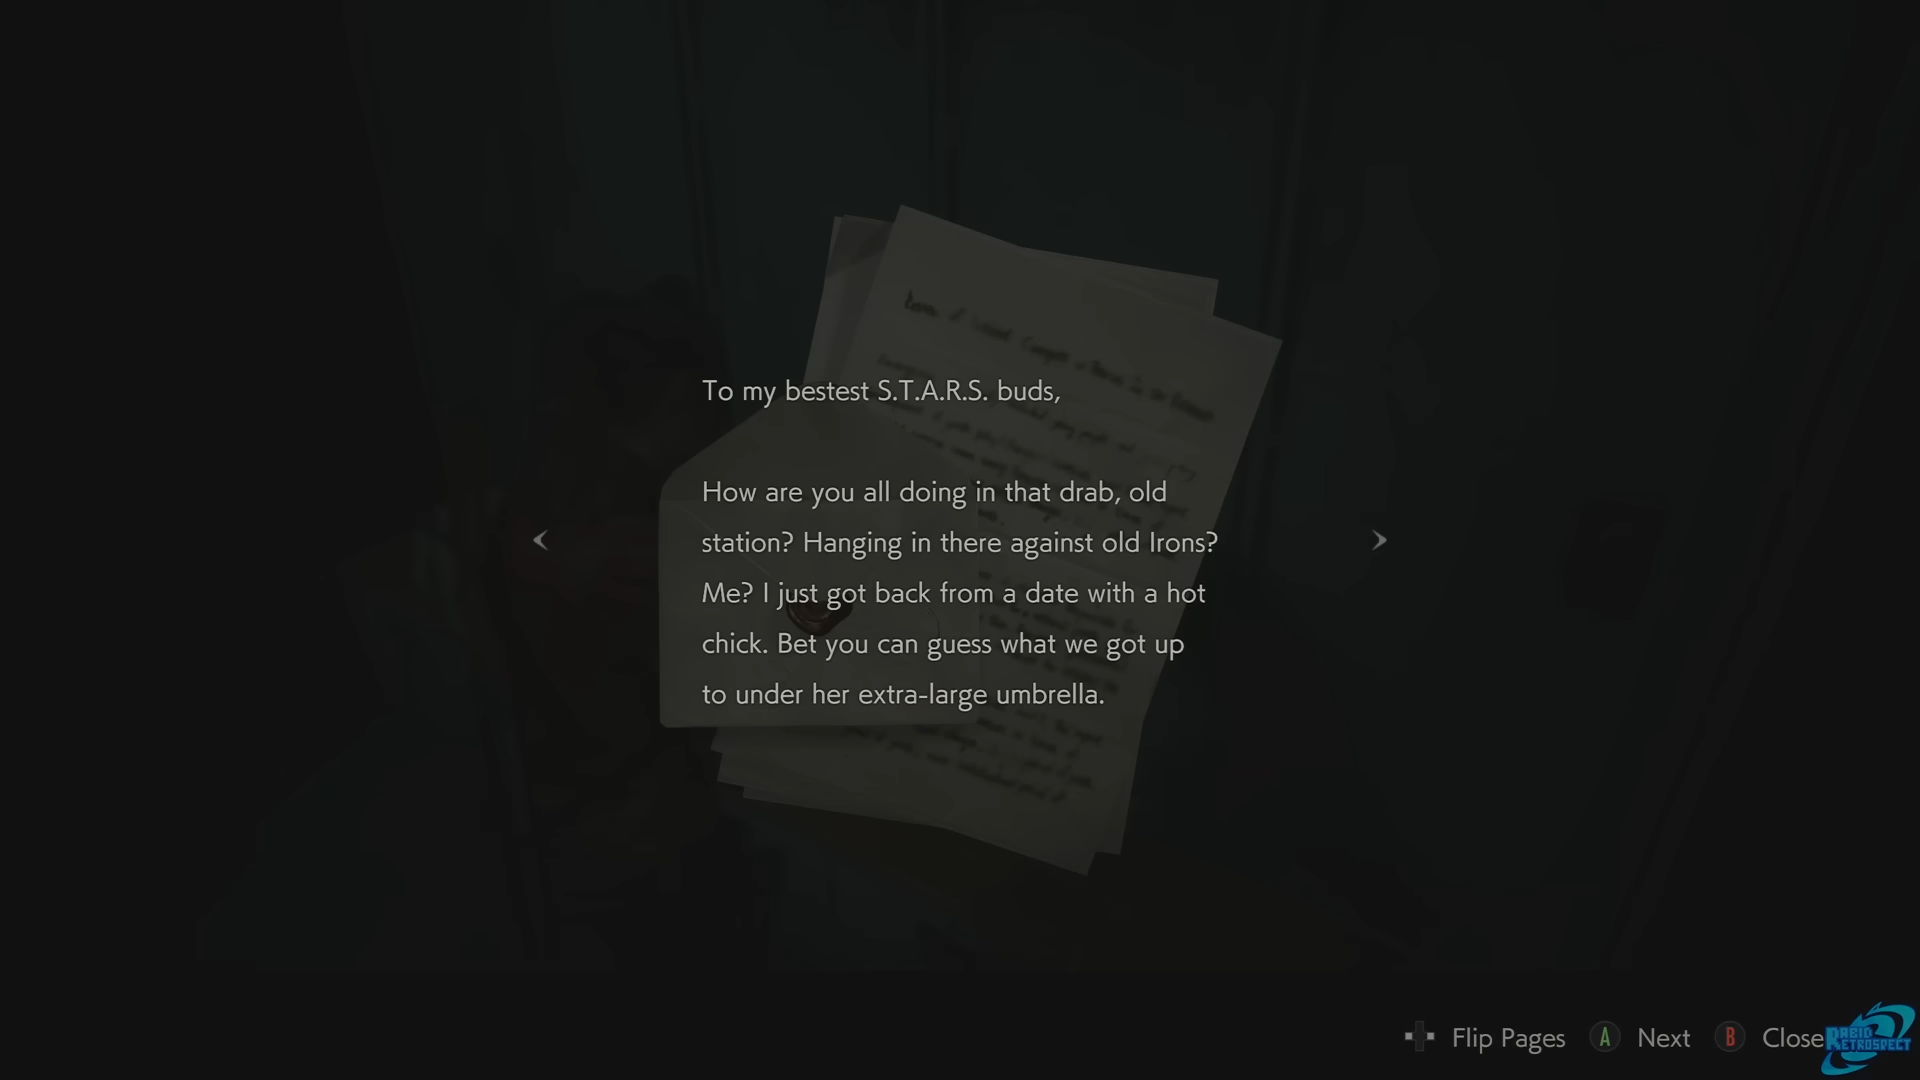 To my bestest S.T.A.R.S. buds,
How are you all doing in that drab, old
station? Hanging in there against old Irons?
Me? I just got back from a date with a hot
chick. Bet you can guess what we got up
to under her extra-large umbrella.
Flip Pages A Next B Close
RABID
RETROSPECT